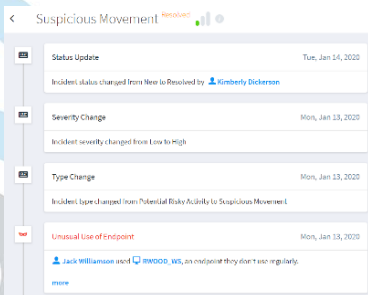 Suspicious Movement Resolved
Status Update Tue, Jan 14, 2020
Incident status changed from New to Resolved by Kimberly Dickerson
Severity Change Mon, Jan 13, 2020
Incident severity changed from Low to High
Type Change Mon, Jan 13, 2020
Incident type changed from Potential Risky Activity to Suspicious Movement
Unusual Use of Endpoint Mon, Jan 13, 2020
Jack Williamson used RWOOD_WS, an endpoint they don't use regularly.
more